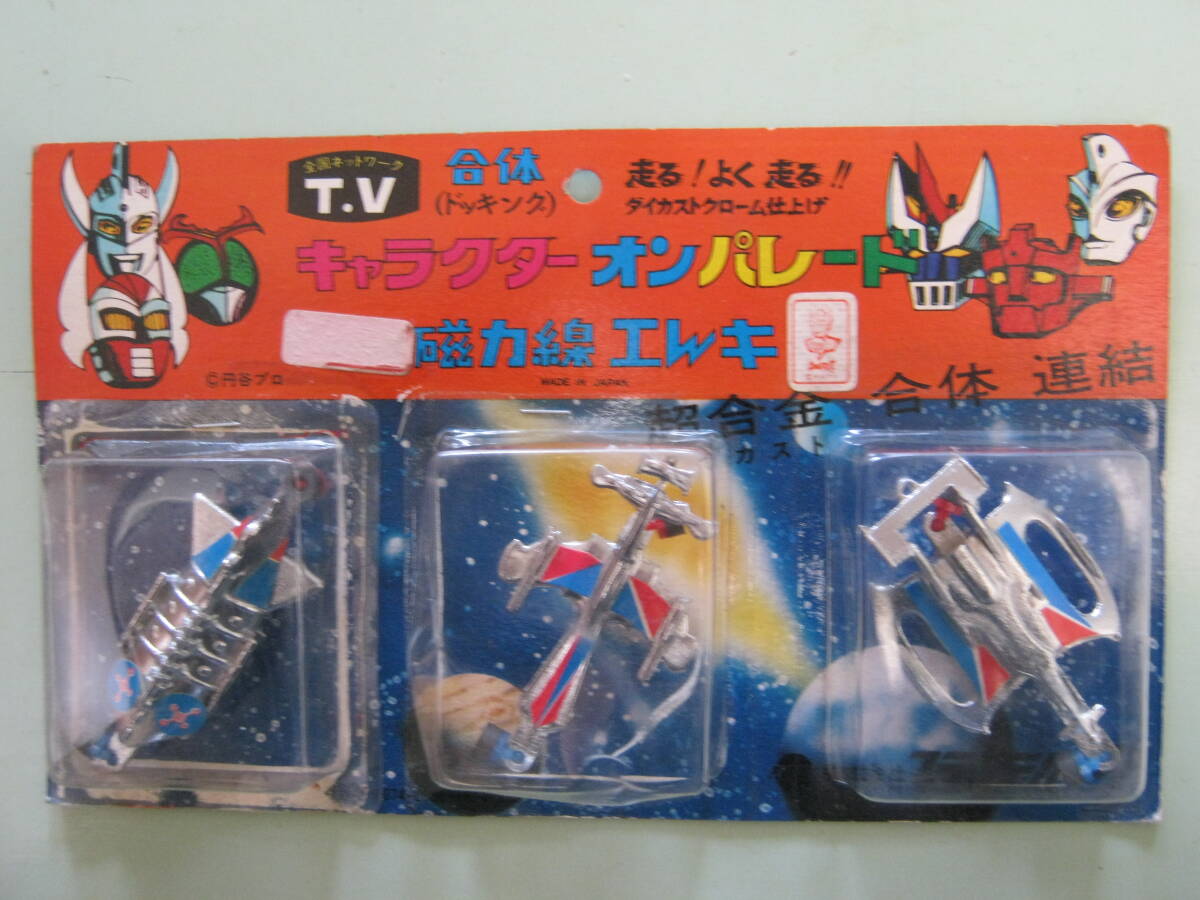 全国ネットワーク
T.V
合体
(ドッキング)
走る!よく走る!!
ダイカストクローム仕上げ
キャラクターオンパレード
磁力線エレキ
©円谷プロ
MADE IN JAPAN
超合金 合体 連結
カスト